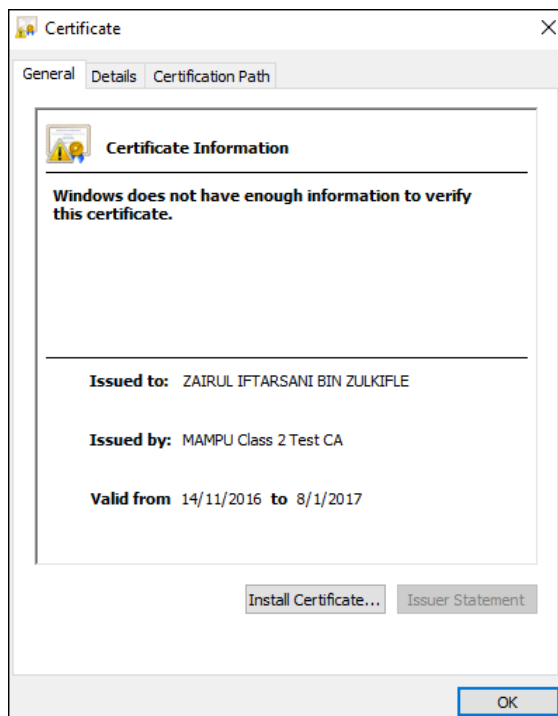 Certificate
General Details Certification Path
Certificate Information
Windows does not have enough information to verify
this certificate.
Issued to: ZAIRUL IFTARSANI BIN ZULKIFLE
Issued by: MAMPU Class 2 Test CA
Valid from 14/11/2016 to 8/1/2017
Install Certificate... Issuer Statement
OK